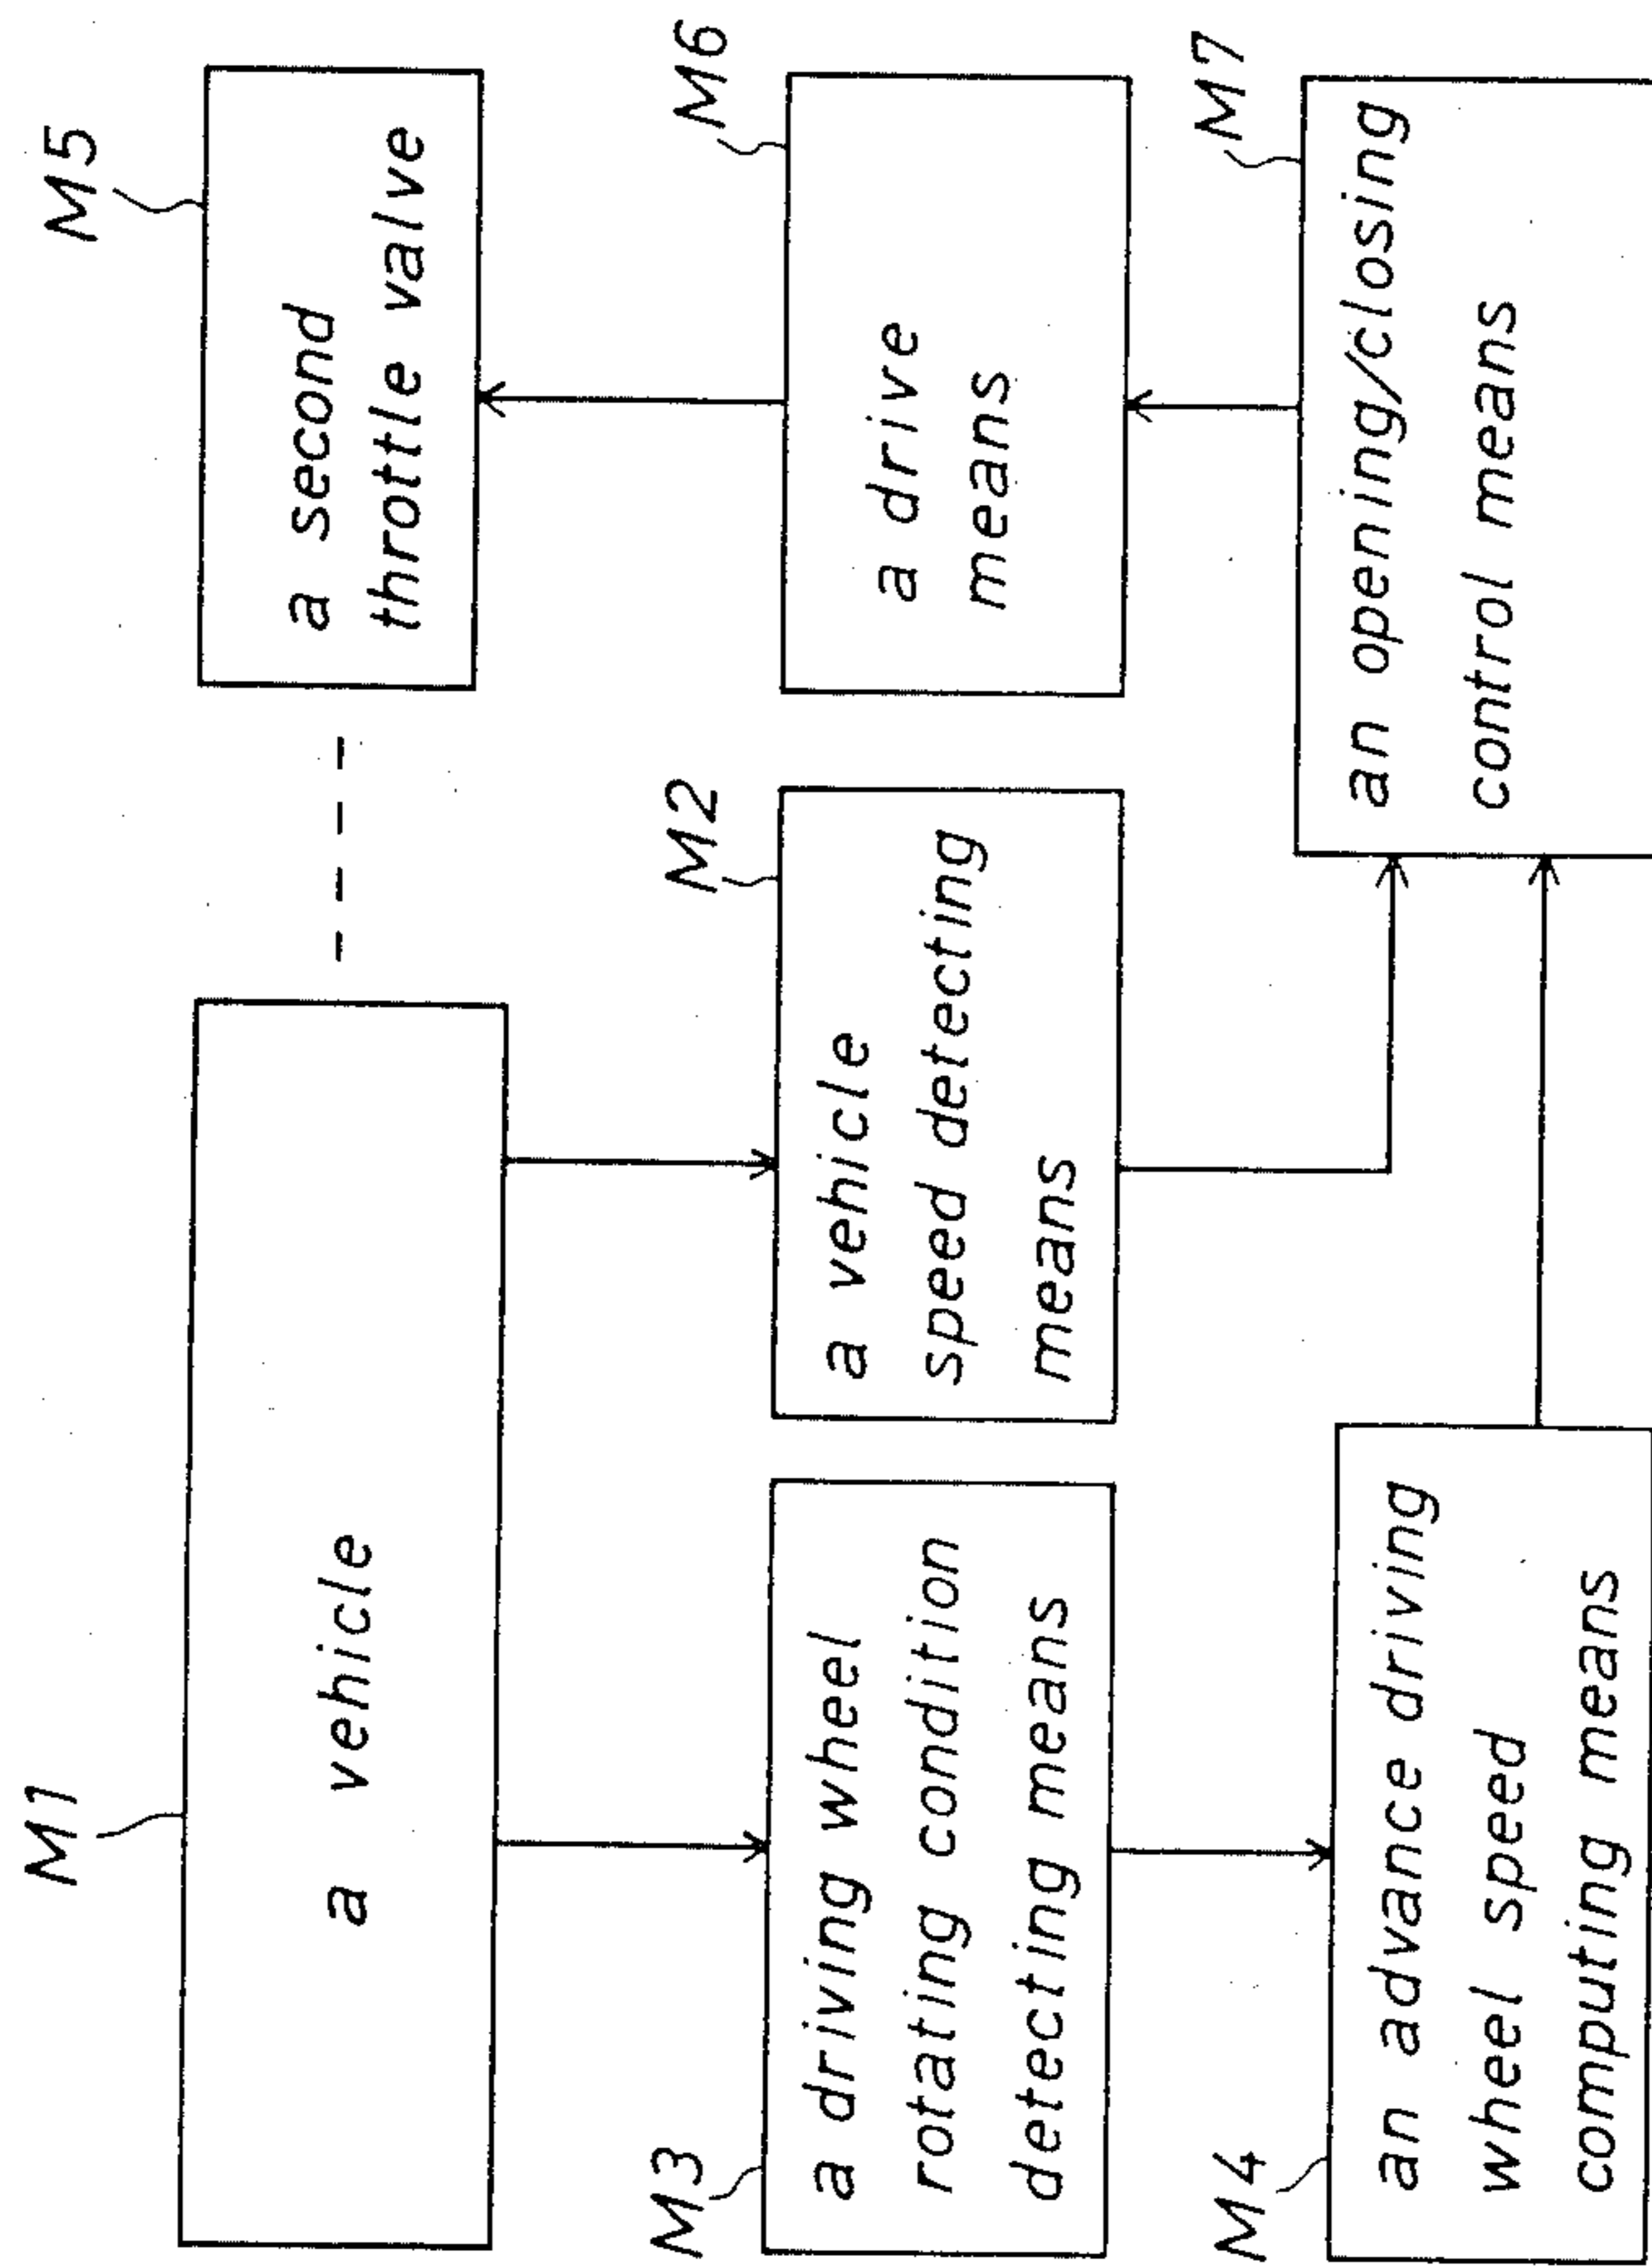 M1
a vehicle
M5
a second
throttle valve
M3
a driving wheel
rotating condition
detecting means
M2
a vehicle
speed detecting
means
M6
a drive
means
M4
an advance driving
wheel speed
computing means
M7
an opening/closing
control means